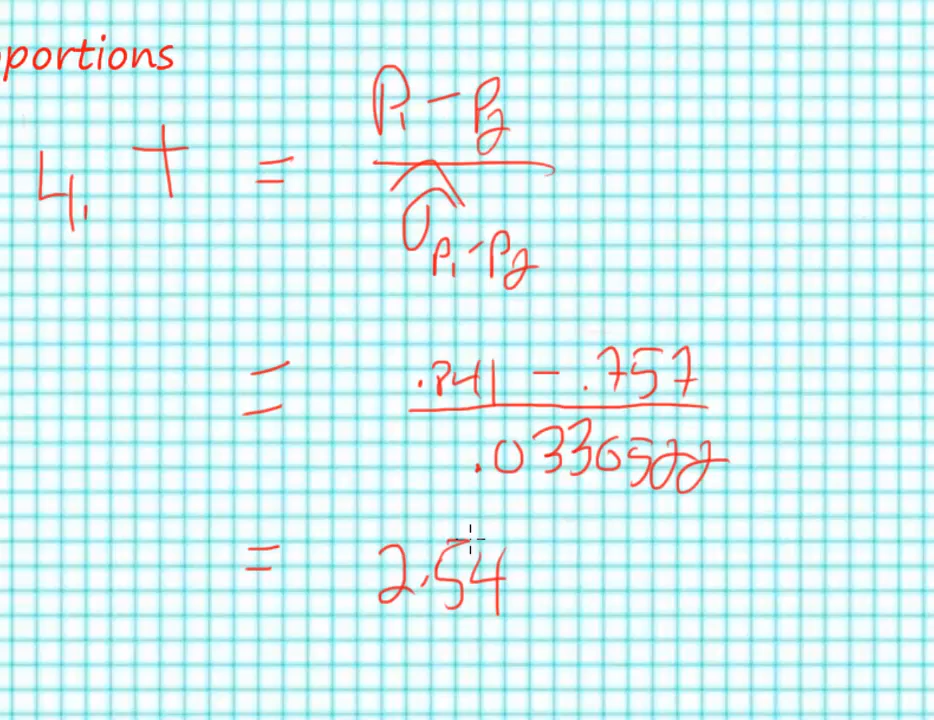 portions
4. t = P₁ - P₂
σ̂ P₁-P₂
= .841 - .757
.0330522
= 2.54